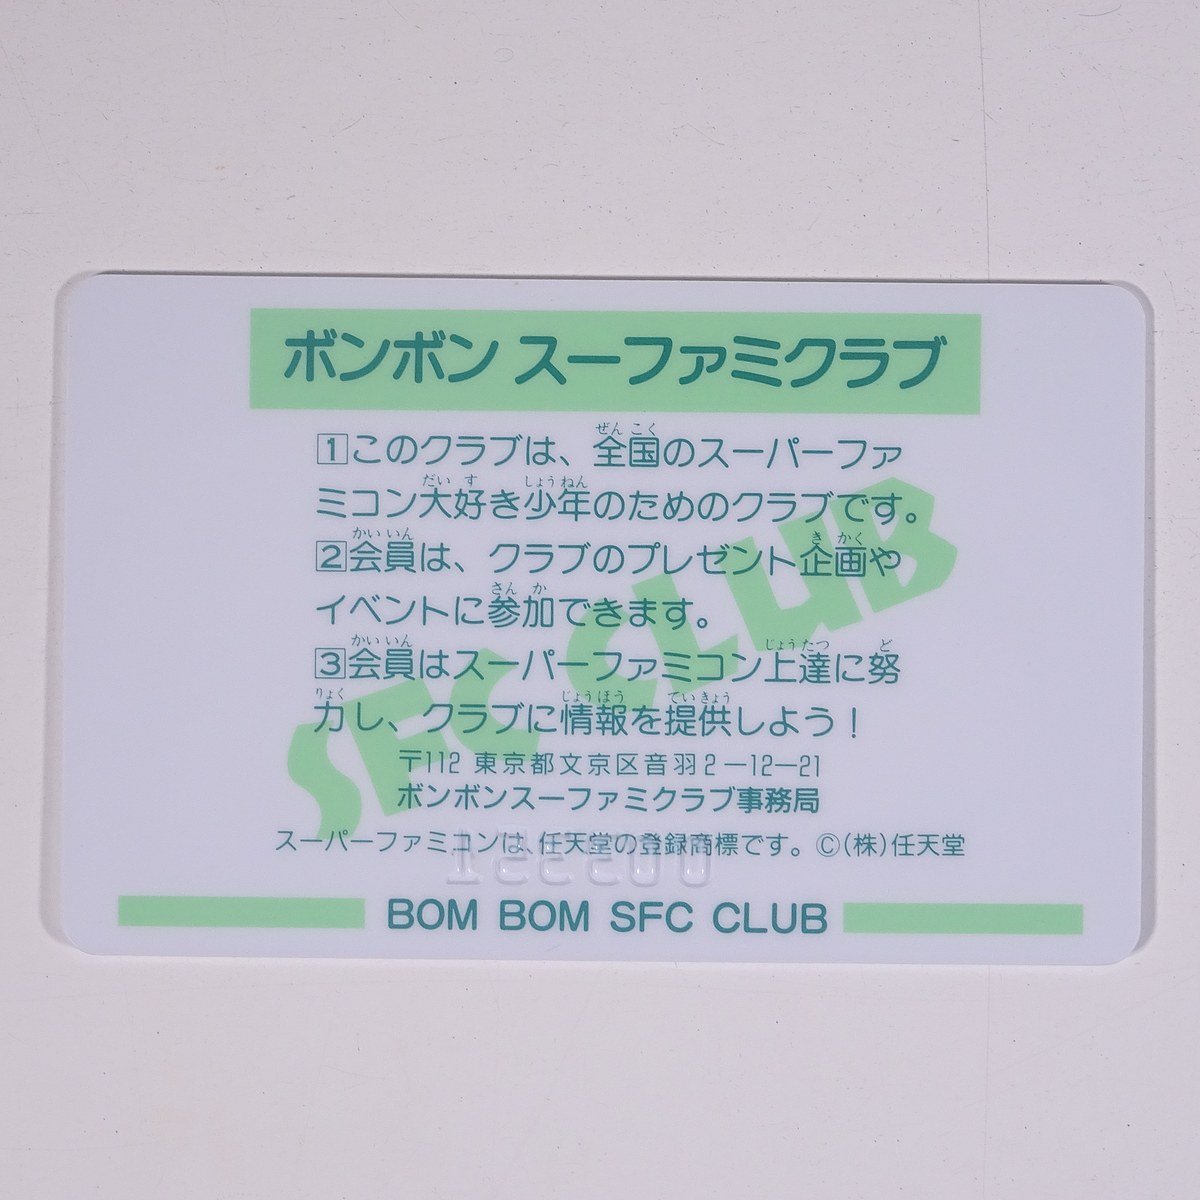 ボンボン スーファミクラブ
1このクラブは、全国のスーパーファ
ミコン大好き少年のためのクラブです。
2会員は、クラブのプレゼント企画や
イベントに参加できます。
3会員はスーパーファミコン上達に努
力し、クラブに情報を提供しよう!
〒112 東京都文京区音羽2-12-21
ボンボンスーファミクラブ事務局
スーパーファミコンは、任天堂の登録商標です。©(株)任天堂
BOM BOM SFC CLUB
SFC CLUB